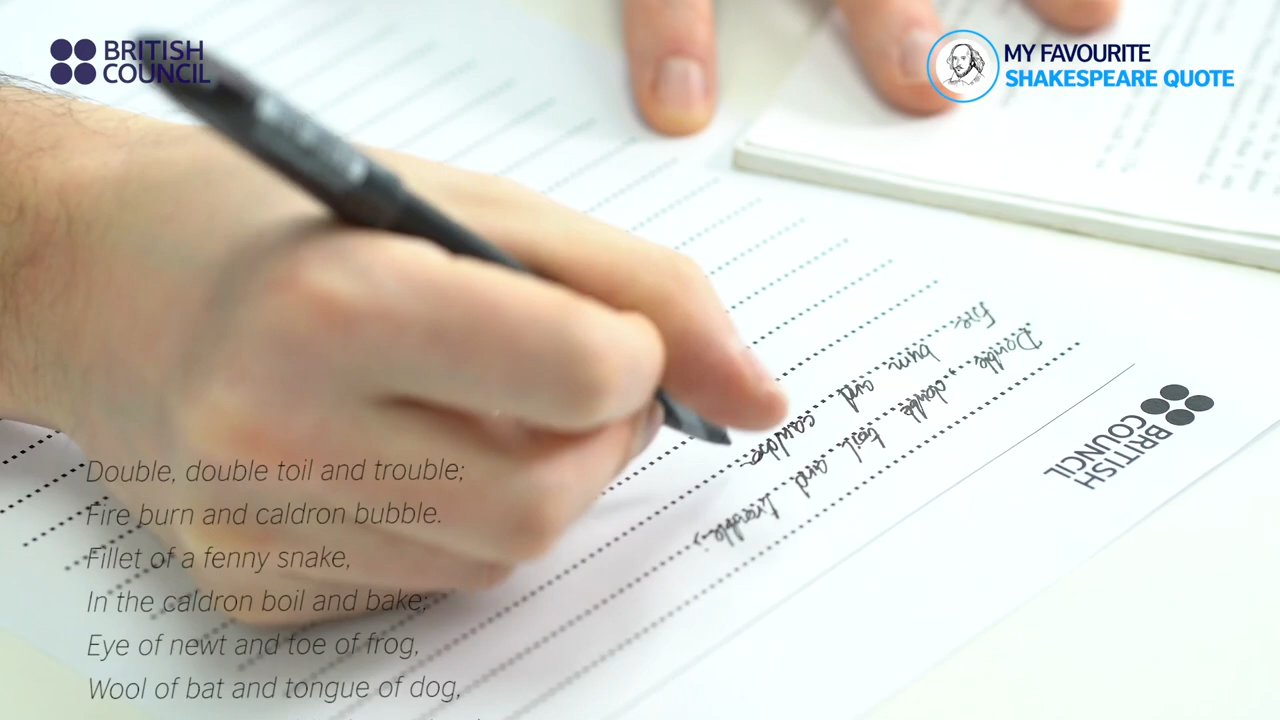 BRITISH
COUNCIL
MY FAVOURITE
SHAKESPEARE QUOTE
Double, double toil and trouble;
Fire burn and cauldro
BRITISH
COUNCIL
Double, double toil and trouble;
Fire burn and caldron bubble.
Fillet of a fenny snake,
In the caldron boil and bake;
Eye of newt and toe of frog,
Wool of bat and tongue of dog,